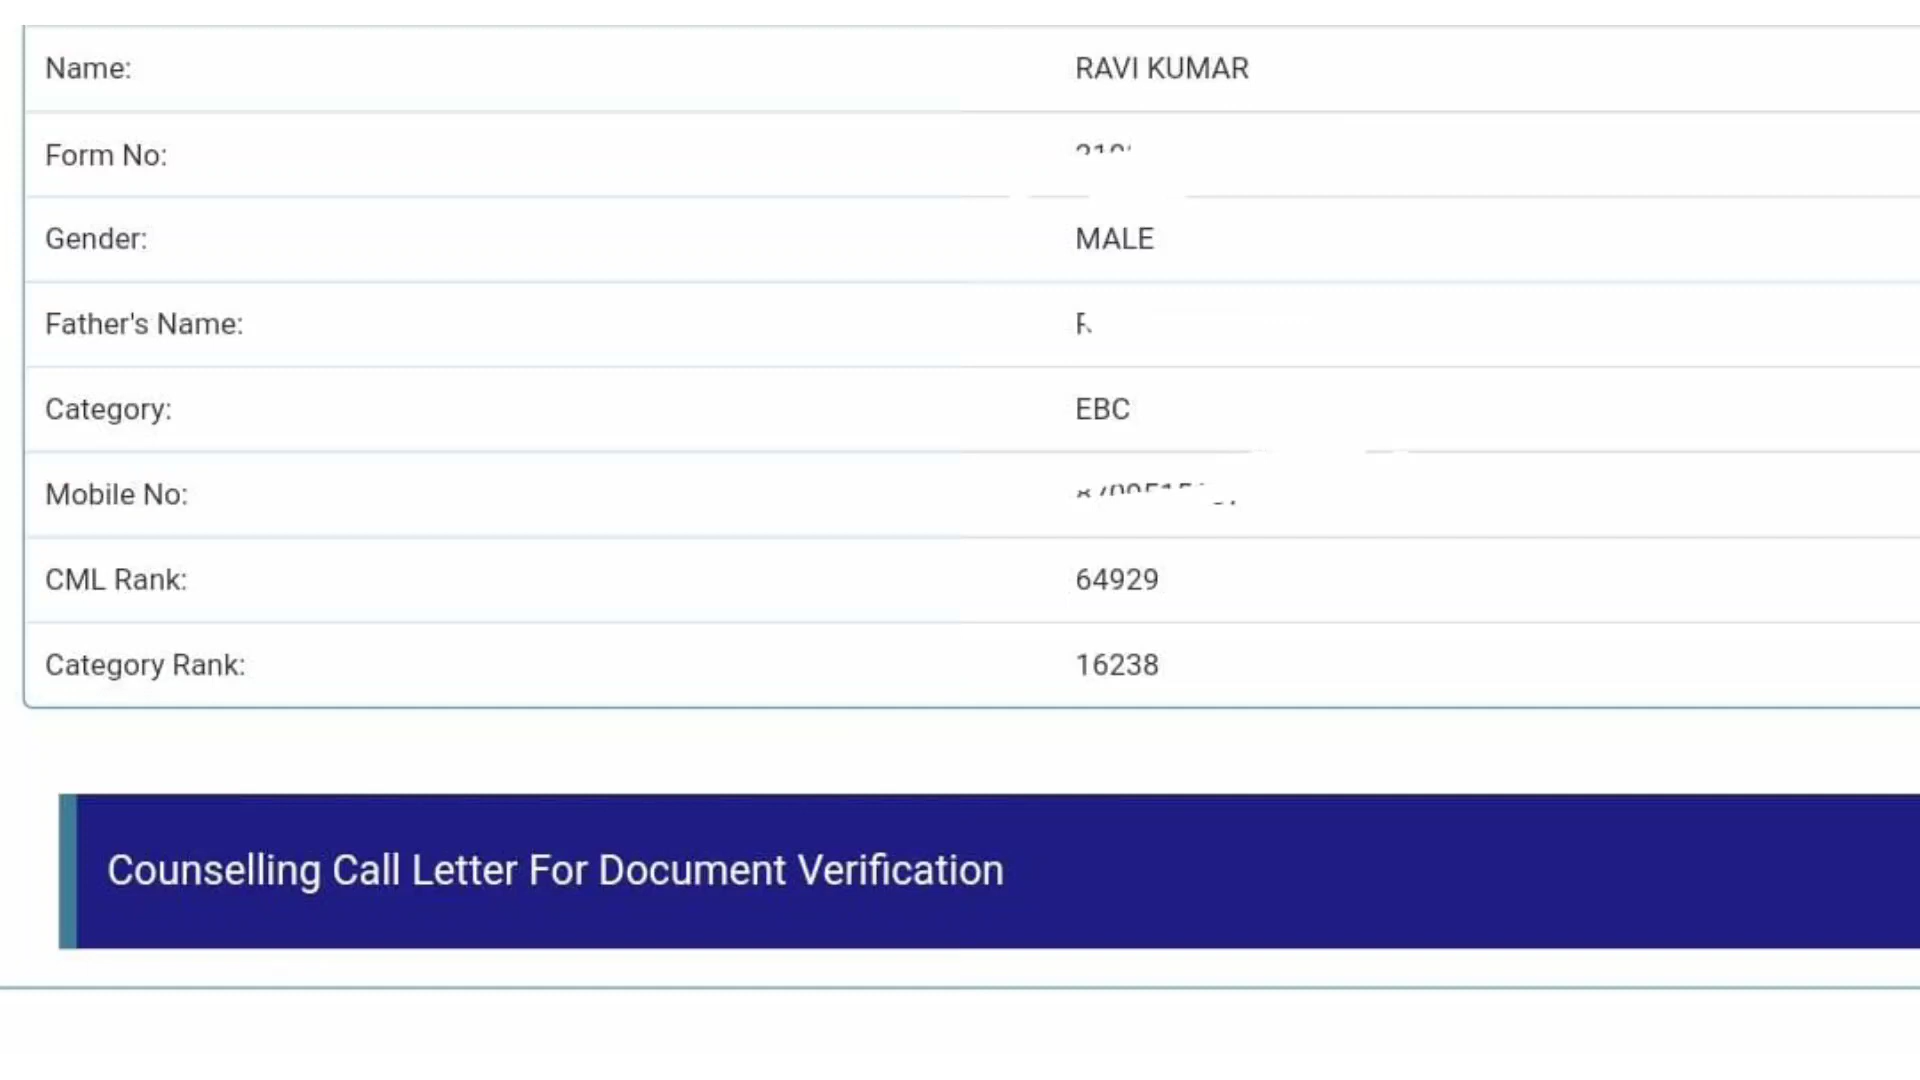 Name: RAVI KUMAR
Form No:
Gender: MALE
Father's Name:
Category: EBC
Mobile No:
CML Rank: 64929
Category Rank: 16238
Counselling Call Letter For Document Verification